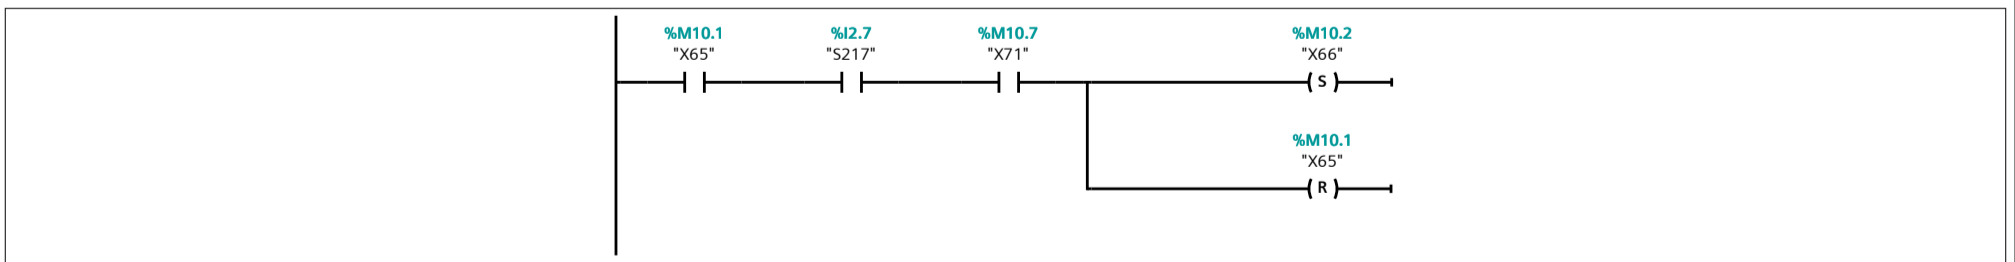 %M10.1 %I2.7 %M10.7 %M10.2
"X65" "S217" "X71" "X66"
S
%M10.1
"X65"
R